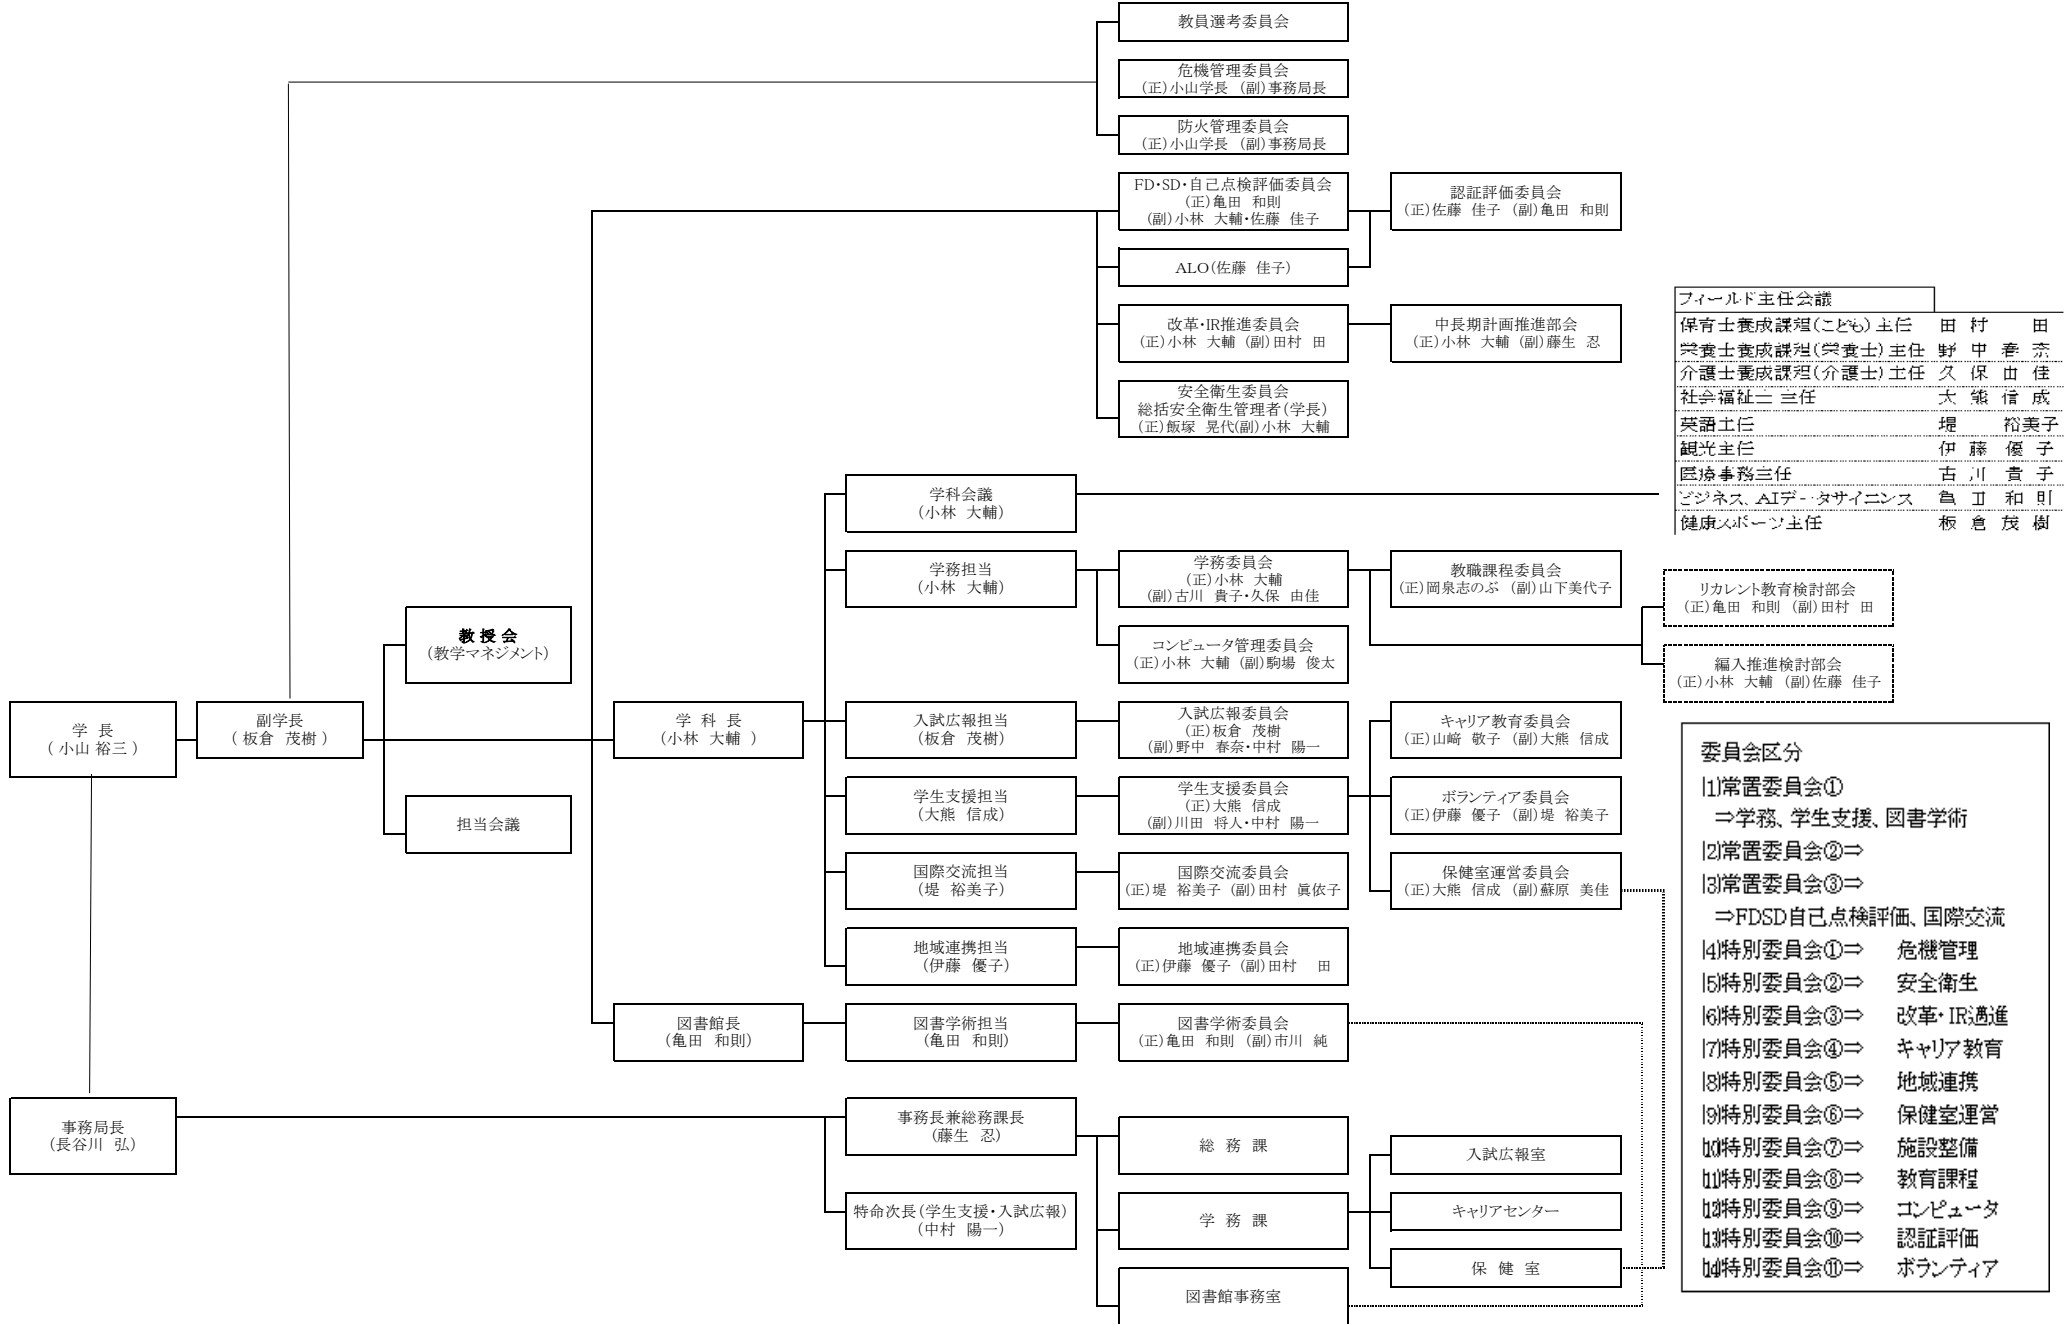 教員選考委員会
危機管理委員会
(正)小山学長 (副)事務局長
防火管理委員会
(正)小山学長 (副)事務局長
FD・SD・自己点検評価委員会
(正)亀田 和則
(副)小林 大輔・佐藤 佳子
認証評価委員会
(正)佐藤 佳子 (副)亀田 和則
ALO(佐藤 佳子)
改革・IR推進委員会
(正)小林 大輔 (副)田村 田
中長期計画推進部会
(正)小林 大輔 (副)藤生 忍
安全衛生委員会
総括安全衛生管理者(学長)
(正)飯塚 晃代(副)小林 大輔
フィールド主任会議
保育士養成課程(こども)主任 田 村 田
栄養士養成課程(栄養士)主任 野 中 春 奈
介護士養成課程(介護士)主任 久 保 由 佳
社会福祉士 主任 大 熊 信 成
英語主任 堤 裕美子
観光主任 伊 藤 優 子
医療事務主任 古 川 貴 子
ビジネス、AIデータサイエンス 亀 田 和 則
健康スポーツ主任 板 倉 茂 樹
学科会議
(小林 大輔)
学務担当
(小林 大輔)
学務委員会
(正)小林 大輔
(副)古川 貴子・久保 由佳
教職課程委員会
(正)岡泉志のぶ (副)山下美代子
リカレント教育検討部会
(正)亀田 和則 (副)田村 田
コンピュータ管理委員会
(正)小林 大輔 (副)駒場 俊太
編入推進検討部会
(正)小林 大輔 (副)佐藤 佳子
教 授 会
(教学マネジメント)
学 長
( 小山 裕三 )
副学長
( 板倉 茂樹 )
担当会議
学 科 長
(小林 大輔 )
入試広報担当
(板倉 茂樹)
入試広報委員会
(正)板倉 茂樹
(副)野中 春奈・中村 陽一
キャリア教育委員会
(正)山﨑 敬子 (副)大熊 信成
学生支援担当
(大熊 信成)
学生支援委員会
(正)大熊 信成
(副)川田 将人・中村 陽一
ボランティア委員会
(正)伊藤 優子 (副)堤 裕美子
国際交流担当
(堤 裕美子)
国際交流委員会
(正)堤 裕美子 (副)田村 眞依子
保健室運営委員会
(正)大熊 信成 (副)蘇原 美佳
地域連携担当
(伊藤 優子)
地域連携委員会
(正)伊藤 優子 (副)田村 田
図書館長
(亀田 和則)
図書学術担当
(亀田 和則)
図書学術委員会
(正)亀田 和則 (副)市川 純
事務局長
(長谷川 弘)
事務長兼総務課長
(藤生 忍)
特命次長(学生支援・入試広報)
(中村 陽一)
総 務 課
学 務 課
図書館事務室
入試広報室
キャリアセンター
保 健 室
委員会区分
[1]常置委員会①
⇒学務、学生支援、図書学術
[2]常置委員会②⇒
[3]常置委員会③⇒
⇒FDSD自己点検評価、国際交流
[4]特別委員会①⇒ 危機管理
[5]特別委員会②⇒ 安全衛生
[6]特別委員会③⇒ 改革・IR
[7]特別委員会④⇒ キャリア教育
[8]特別委員会⑤⇒ 地域連携
[9]特別委員会⑥⇒ 保健室運営
[10]特別委員会⑦⇒ 施設整備
[11]特別委員会⑧⇒ 教育課程
[12]特別委員会⑨⇒ コンピュータ
[13]特別委員会⑩⇒ 認証評価
[14]特別委員会⑪⇒ ボランティア